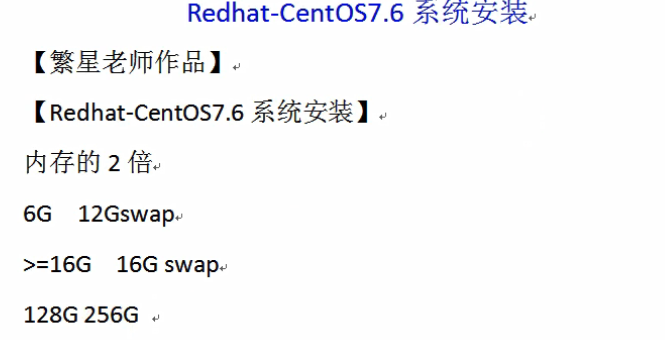 Redhat-CentOS7.6 系统安装
【繁星老师作品】
【Redhat-CentOS7.6 系统安装】
内存的 2 倍
6G    12Gswap
>=16G    16G swap
128G 256G